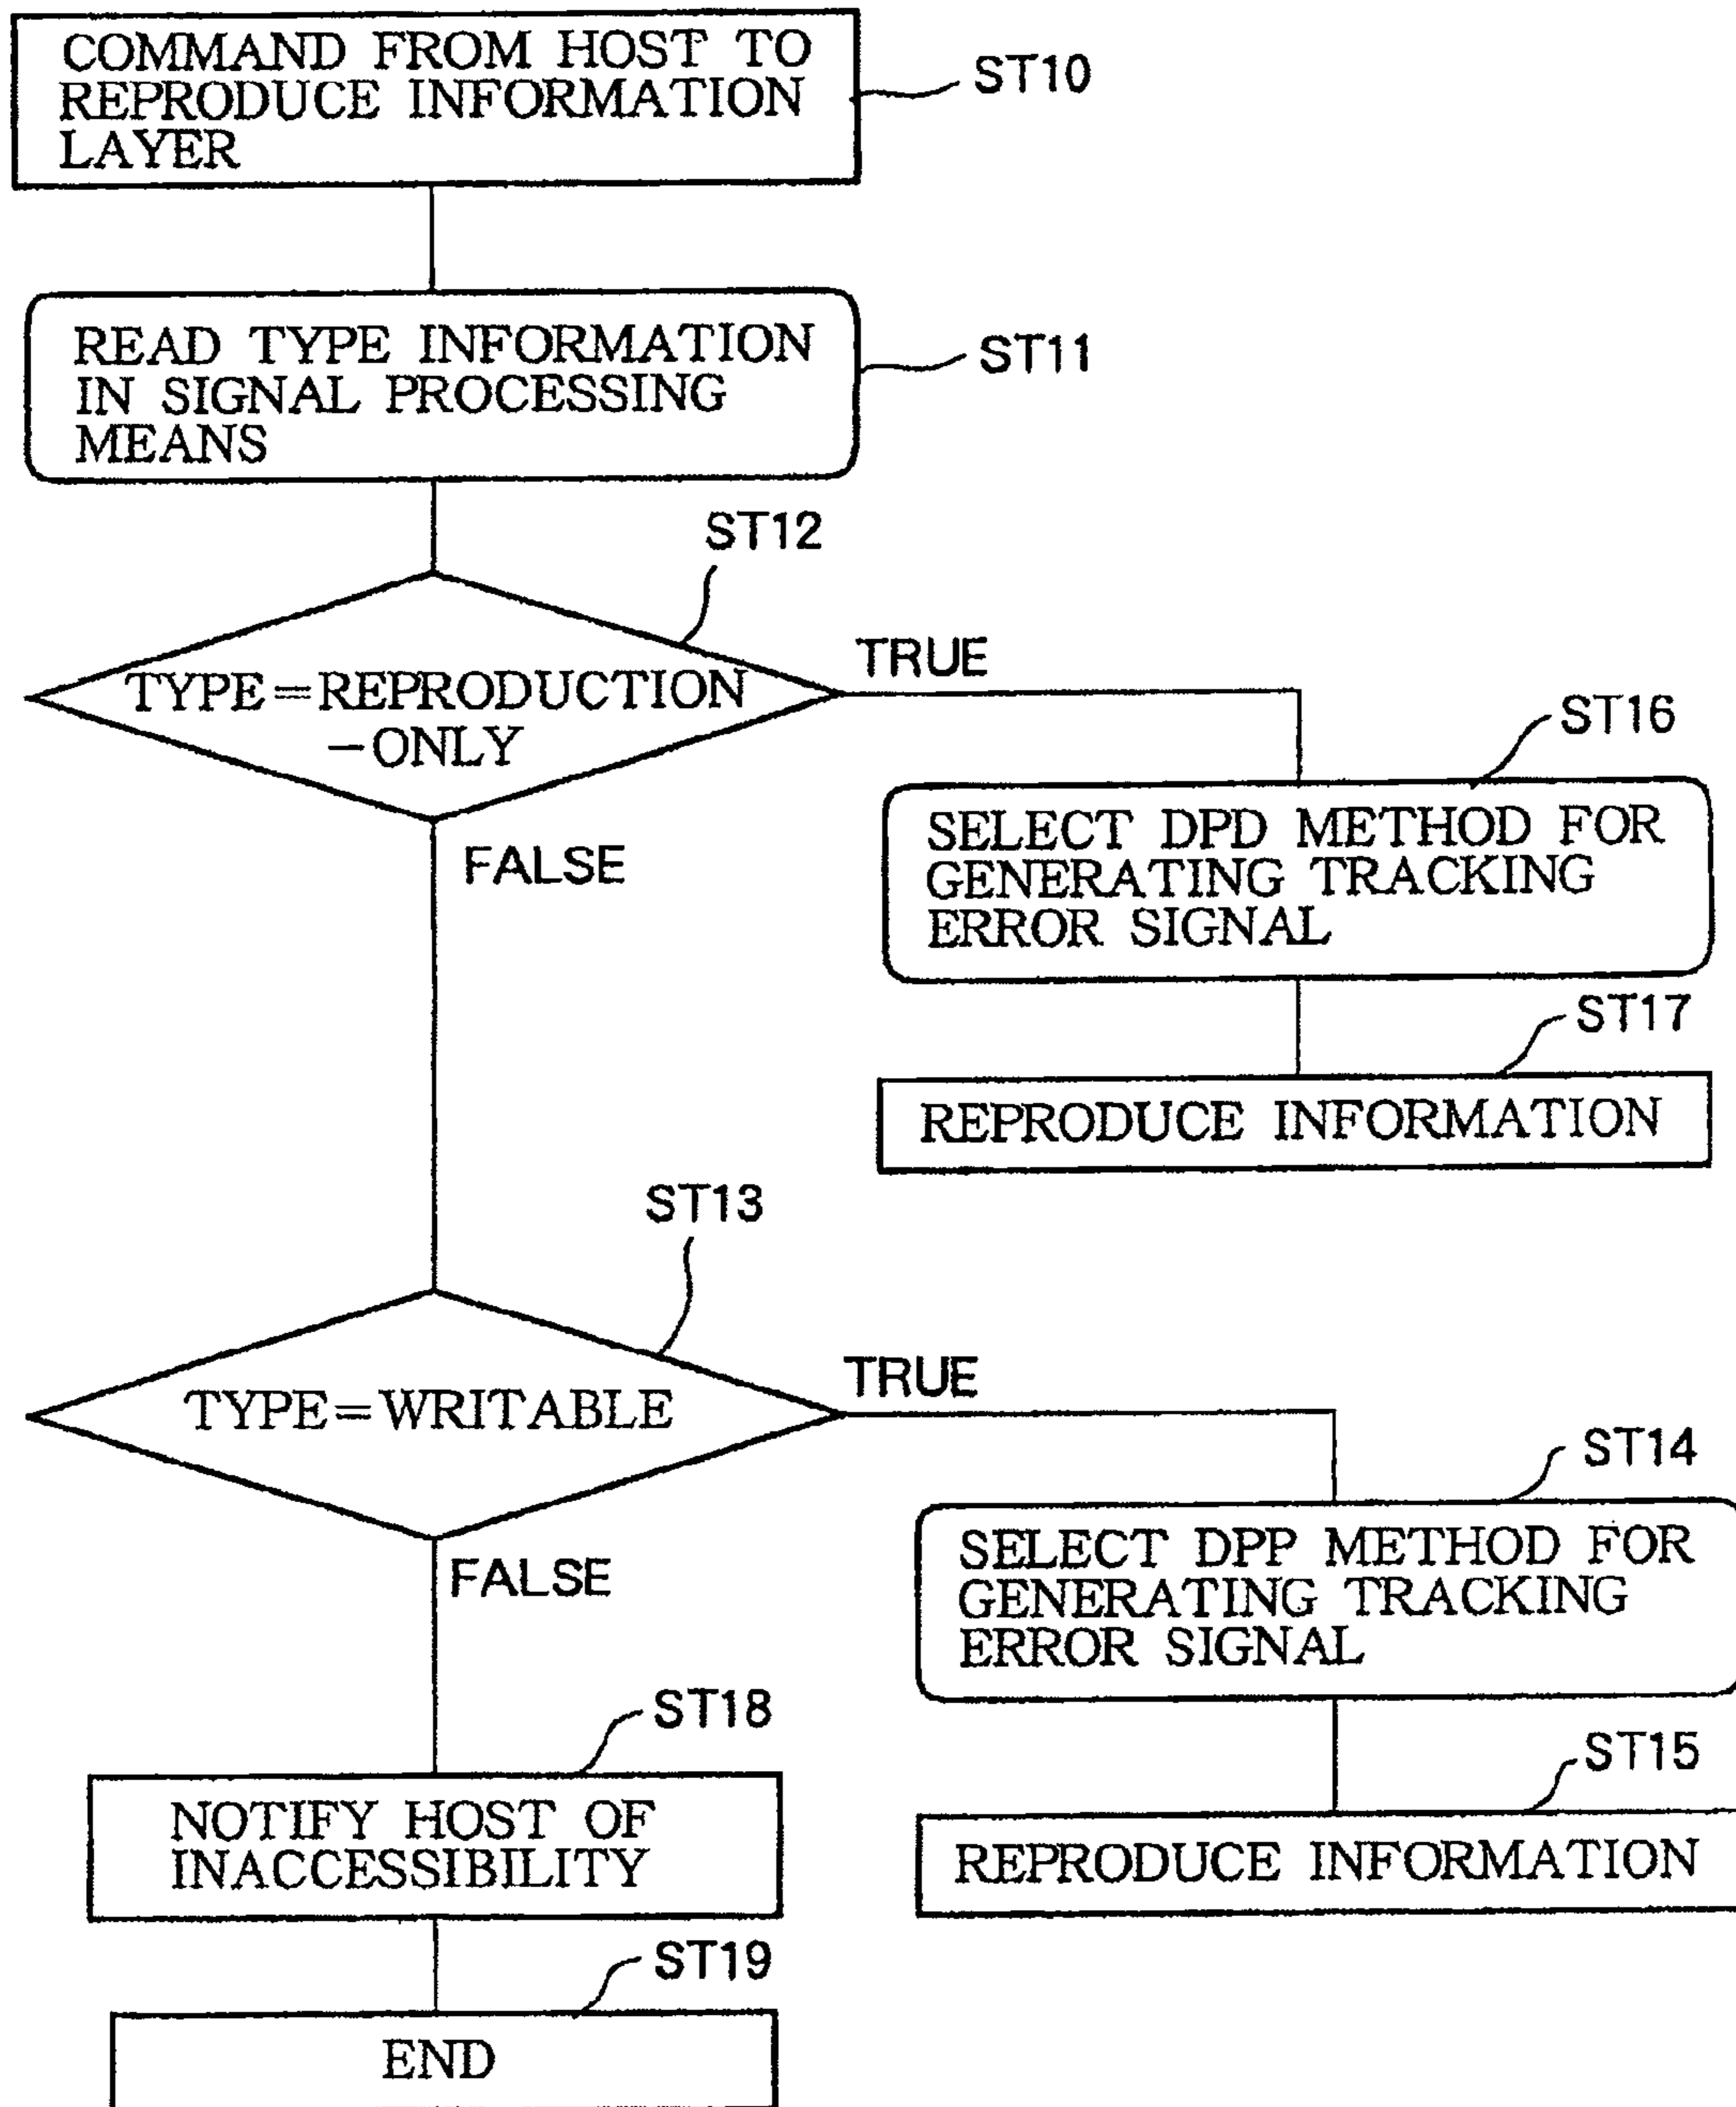 COMMAND FROM HOST TO
REPRODUCE INFORMATION
LAYER
ST10
READ TYPE INFORMATION
IN SIGNAL PROCESSING
MEANS
ST11
ST12
TYPE=REPRODUCTION
-ONLY
TRUE
FALSE
ST16
SELECT DPD METHOD FOR
GENERATING TRACKING
ERROR SIGNAL
ST17
REPRODUCE INFORMATION
ST13
TYPE=WRITABLE
TRUE
FALSE
ST14
SELECT DPP METHOD FOR
GENERATING TRACKING
ERROR SIGNAL
ST15
REPRODUCE INFORMATION
ST18
NOTIFY HOST OF
INACCESSIBILITY
ST19
END